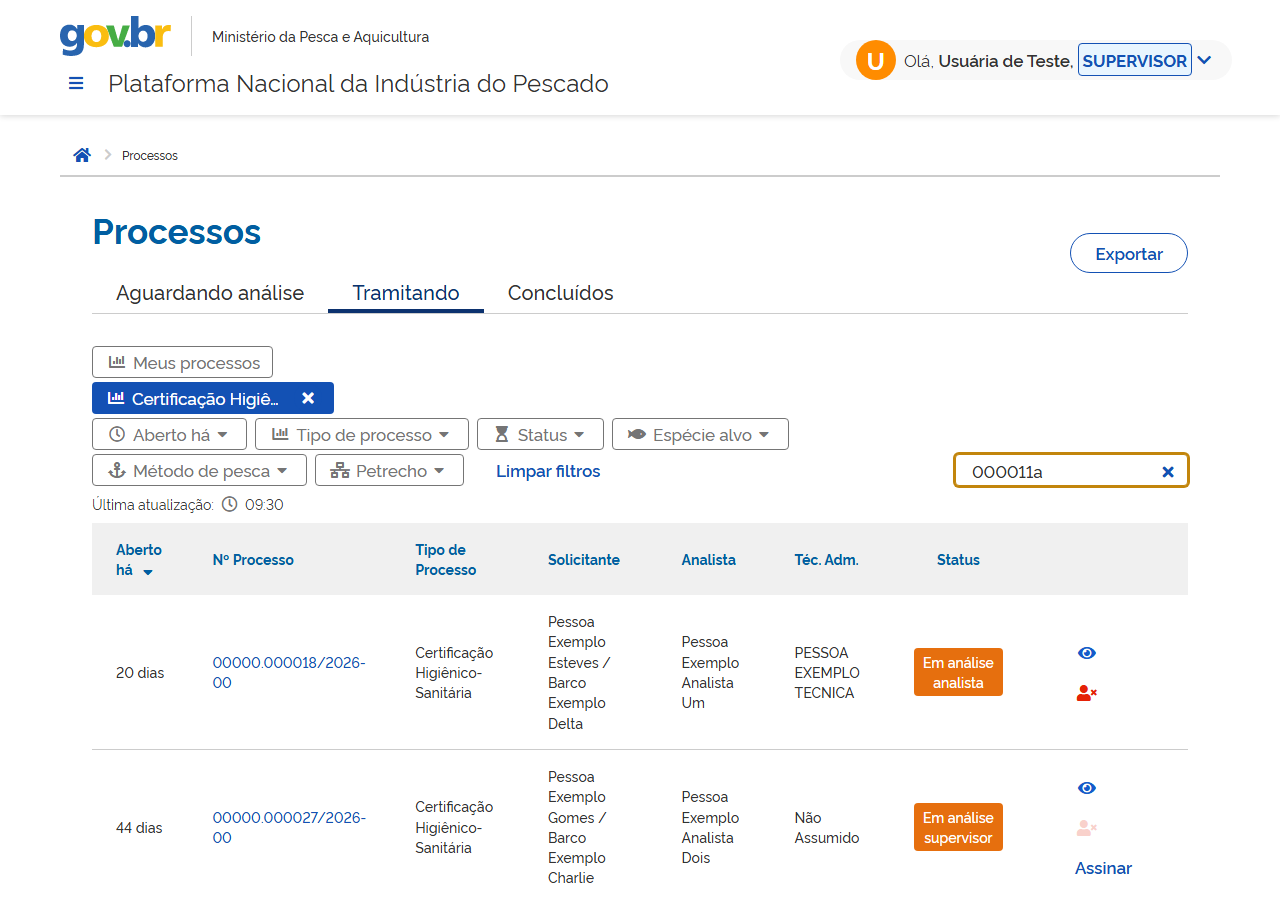 gov.br
Ministério da Pesca e Aquicultura
Plataforma Nacional da Indústria do Pescado
U Olá, Usuária de Teste, SUPERVISOR
Processos
Processos
Exportar
Aguardando análise Tramitando Concluídos
Meus processos
Certificação Higiê...
Aberto há Tipo de processo Status Espécie alvo
Método de pesca Petrecho Limpar filtros 000011a
Última atualização: 09:30
Aberto há
Nº Processo
Tipo de Processo
Solicitante
Analista
Téc. Adm.
Status
20 dias
00000.000018/2026-
00
Certificação
Higiênico-
Sanitária
Pessoa
Exemplo
Esteves /
Barco
Exemplo
Delta
Pessoa
Exemplo
Analista
Um
PESSOA
EXEMPLO
TECNICA
Em análise
analista
44 dias
00000.000027/2026-
00
Certificação
Higiênico-
Sanitária
Pessoa
Exemplo
Gomes /
Barco
Exemplo
Charlie
Pessoa
Exemplo
Analista
Dois
Não
Assumido
Em análise
supervisor
Assinar